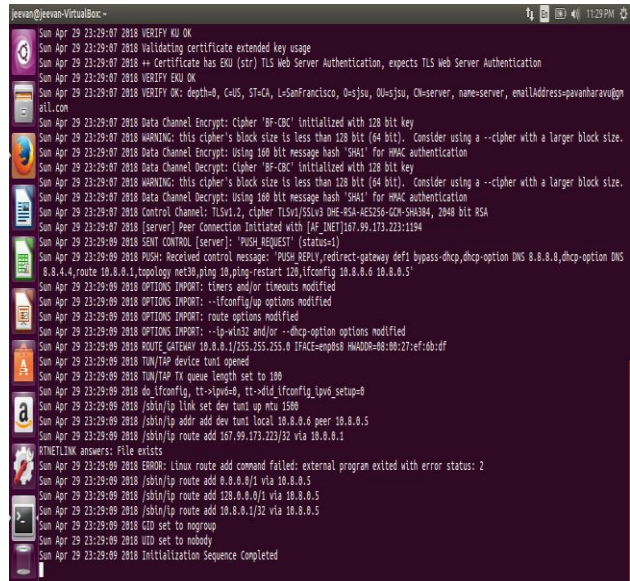 jeevan@jeevan-VirtualBox: ~
En
11:29 PM
Sun Apr 29 23:29:07 2018 VERIFY KU OK
Sun Apr 29 23:29:07 2018 Validating certificate extended key usage
Sun Apr 29 23:29:07 2018 ++ Certificate has EKU (str) TLS Web Server Authentication, expects TLS Web Server Authentication
Sun Apr 29 23:29:07 2018 VERIFY EKU OK
Sun Apr 29 23:29:07 2018 VERIFY OK: depth=0, C=US, ST=CA, L=SanFrancisco, O=sjsu, OU=sjsu, CN=server, name=server, emailAddress=pavanharavu@gm
ail.com
Sun Apr 29 23:29:07 2018 Data Channel Encrypt: Cipher 'BF-CBC' initialized with 128 bit key
Sun Apr 29 23:29:07 2018 WARNING: this cipher's block size is less than 128 bit (64 bit).  Consider using a --cipher with a larger block size.
Sun Apr 29 23:29:07 2018 Data Channel Encrypt: Using 160 bit message hash 'SHA1' for HMAC authentication
Sun Apr 29 23:29:07 2018 Data Channel Decrypt: Cipher 'BF-CBC' initialized with 128 bit key
Sun Apr 29 23:29:07 2018 WARNING: this cipher's block size is less than 128 bit (64 bit).  Consider using a --cipher with a larger block size.
Sun Apr 29 23:29:07 2018 Data Channel Decrypt: Using 160 bit message hash 'SHA1' for HMAC authentication
Sun Apr 29 23:29:07 2018 Control Channel: TLSv1.2, cipher TLSv1/SSLv3 DHE-RSA-AES256-GCM-SHA384, 2048 bit RSA
Sun Apr 29 23:29:07 2018 [server] Peer Connection Initiated with [AF_INET]167.99.173.223:1194
Sun Apr 29 23:29:09 2018 SENT CONTROL [server]: 'PUSH_REQUEST' (status=1)
Sun Apr 29 23:29:09 2018 PUSH: Received control message: 'PUSH_REPLY,redirect-gateway def1 bypass-dhcp,dhcp-option DNS 8.8.8.8,dhcp-option DNS
8.8.4.4,route 10.8.0.1,topology net30,ping 10,ping-restart 120,ifconfig 10.8.0.6 10.8.0.5'
Sun Apr 29 23:29:09 2018 OPTIONS IMPORT: timers and/or timeouts modified
Sun Apr 29 23:29:09 2018 OPTIONS IMPORT: --ifconfig/up options modified
Sun Apr 29 23:29:09 2018 OPTIONS IMPORT: route options modified
Sun Apr 29 23:29:09 2018 OPTIONS IMPORT: --ip-win32 and/or --dhcp-option options modified
Sun Apr 29 23:29:09 2018 ROUTE_GATEWAY 10.0.0.1/255.255.255.0 IFACE=enp0s8 HWADDR=08:00:27:ef:6b:df
Sun Apr 29 23:29:09 2018 TUN/TAP device tun1 opened
Sun Apr 29 23:29:09 2018 TUN/TAP TX queue length set to 100
Sun Apr 29 23:29:09 2018 do_ifconfig, tt->ipv6=0, tt->did_ifconfig_ipv6_setup=0
Sun Apr 29 23:29:09 2018 /sbin/ip link set dev tun1 up mtu 1500
Sun Apr 29 23:29:09 2018 /sbin/ip addr add dev tun1 local 10.8.0.6 peer 10.8.0.5
Sun Apr 29 23:29:09 2018 /sbin/ip route add 167.99.173.223/32 via 10.0.0.1
RTNETLINK answers: File exists
Sun Apr 29 23:29:09 2018 ERROR: Linux route add command failed: external program exited with error status: 2
Sun Apr 29 23:29:09 2018 /sbin/ip route add 0.0.0.0/1 via 10.8.0.5
Sun Apr 29 23:29:09 2018 /sbin/ip route add 128.0.0.0/1 via 10.8.0.5
Sun Apr 29 23:29:09 2018 /sbin/ip route add 10.8.0.1/32 via 10.8.0.5
Sun Apr 29 23:29:09 2018 GID set to nogroup
Sun Apr 29 23:29:09 2018 UID set to nobody
Sun Apr 29 23:29:09 2018 Initialization Sequence Completed